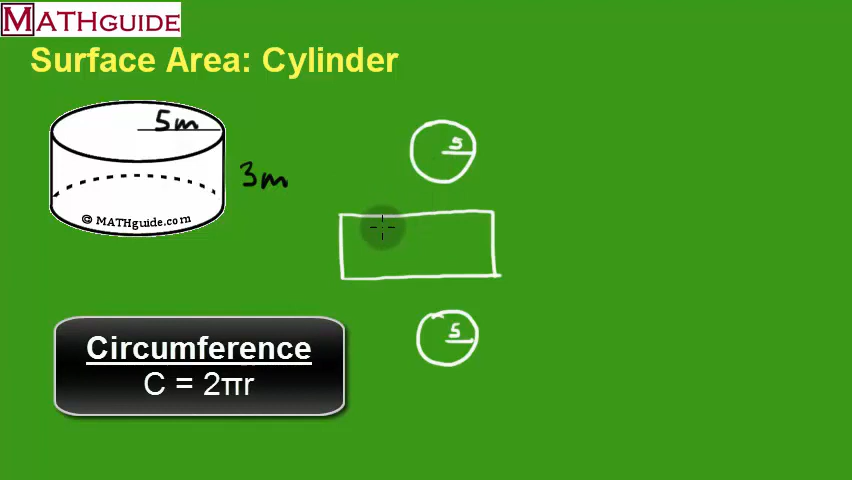 MATHGUIDE
Surface Area: Cylinder
5m
3m
© MATHguide.com
5
5
Circumference
C = 2πr